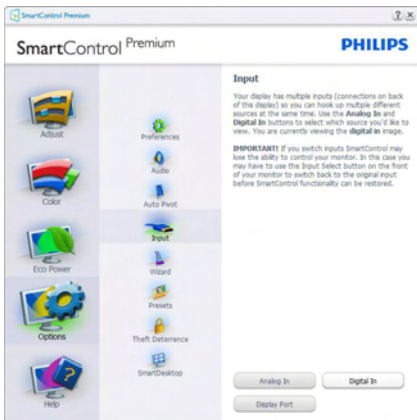 SmartControl Premium
SmartControl Premium
PHILIPS
Adjust
Color
Eco Power
Options
Help
Preferences
Audio
Auto Pivot
Input
Wizard
Presets
Theft Deterrence
SmartDesktop
Input
Your display has multiple inputs (connections on back
of this display) so you can hook up multiple different
sources at the same time. Use the Analog In and
Digital In buttons to select which source you'd like to
view. You are currently viewing the digital in image.
IMPORTANT! If you switch inputs SmartControl may
lose the ability to control your monitor. In this case you
may have to use the Input Select button on the front
of your monitor to switch back to the original input
before SmartControl functionality can be restored.
Analog In
Digital In
Display Port